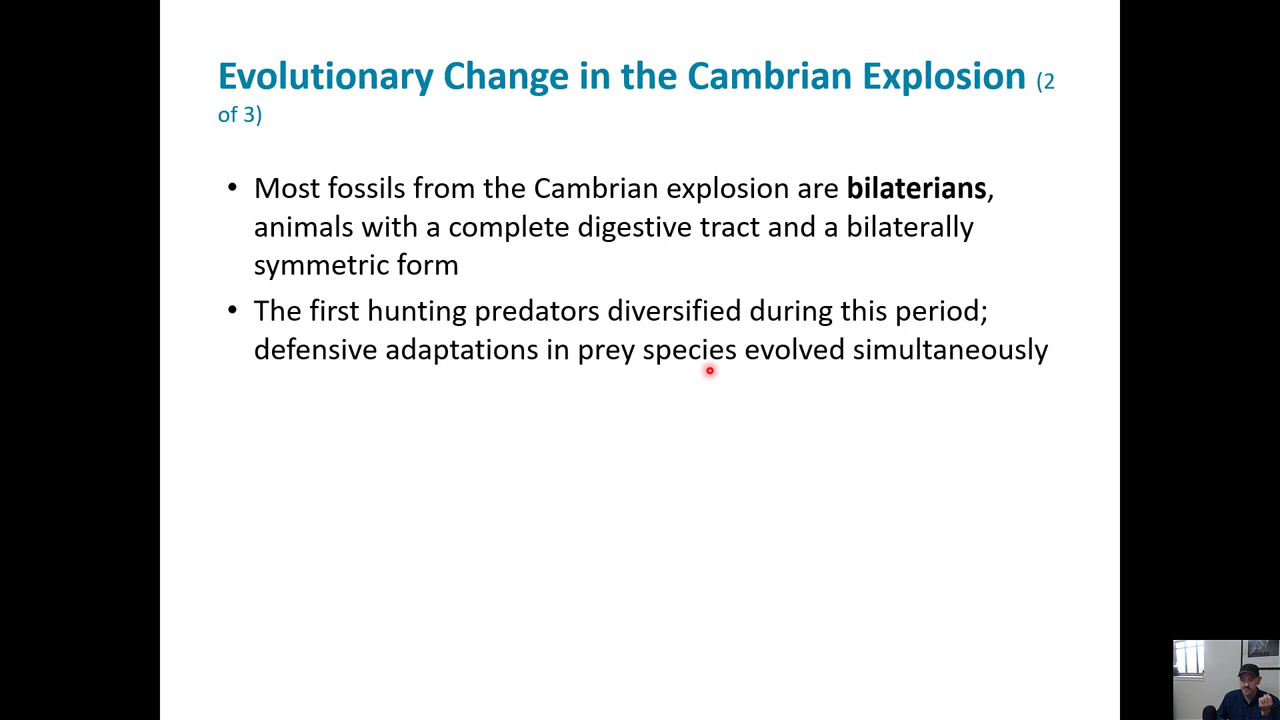 Evolutionary Change in the Cambrian Explosion (2
of 3)
• Most fossils from the Cambrian explosion are bilaterians,
animals with a complete digestive tract and a bilaterally
symmetric form
• The first hunting predators diversified during this period;
defensive adaptations in prey species evolved simultaneously